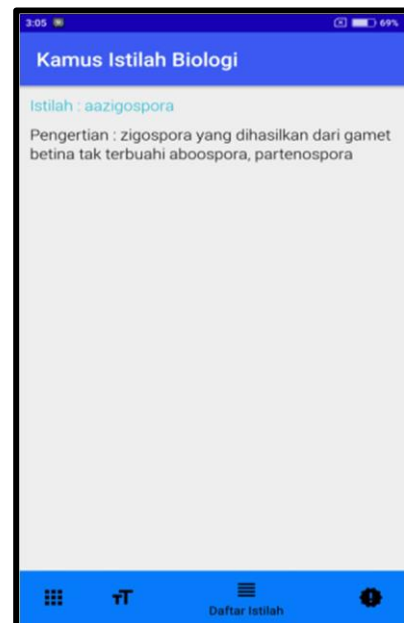 3:05 69%
Kamus Istilah Biologi
Istilah : aazigospora
Pengertian : zigospora yang dihasilkan dari gamet
betina tak terbuahi aboospora, partenospora
Daftar Istilah